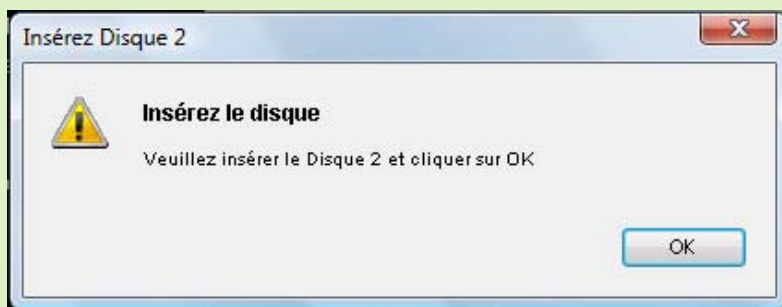 Insérez Disque 2
Insérez le disque
Veuillez insérer le Disque 2 et cliquer sur OK
OK